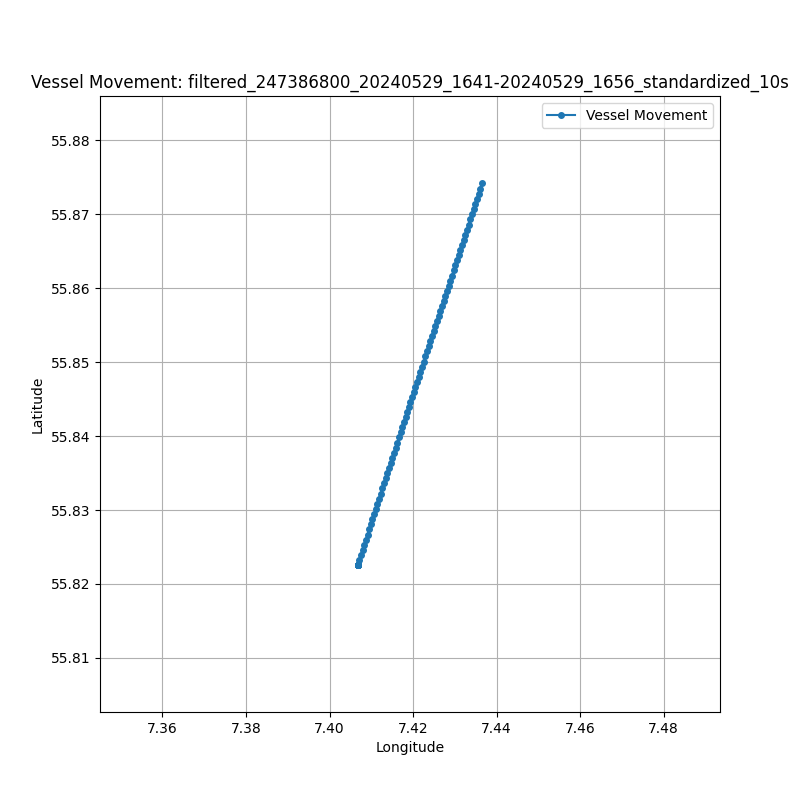 Vessel Movement: filtered_247386800_20240529_1641-20240529_1656_standardized_10s
Vessel Movement
55.88
55.87
55.86
55.85
55.84
55.83
55.82
55.81
Latitude
7.36 7.38 7.40 7.42 7.44 7.46 7.48
Longitude